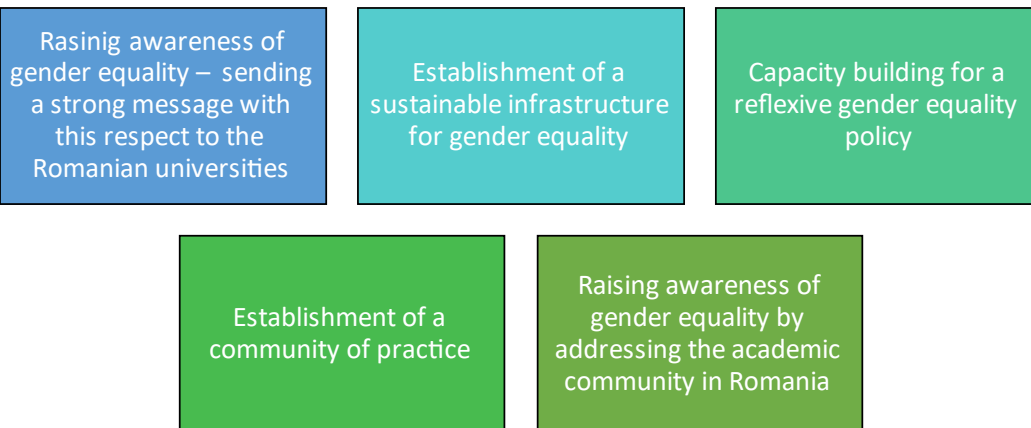 Rasinig awareness of
gender equality – sending
a strong message with
this respect to the
Romanian universities
Establishment of a
sustainable infrastructure
for gender equality
Capacity building for a
reflexive gender equality
policy
Establishment of a
community of practice
Raising awareness of
gender equality by
addressing the academic
community in Romania